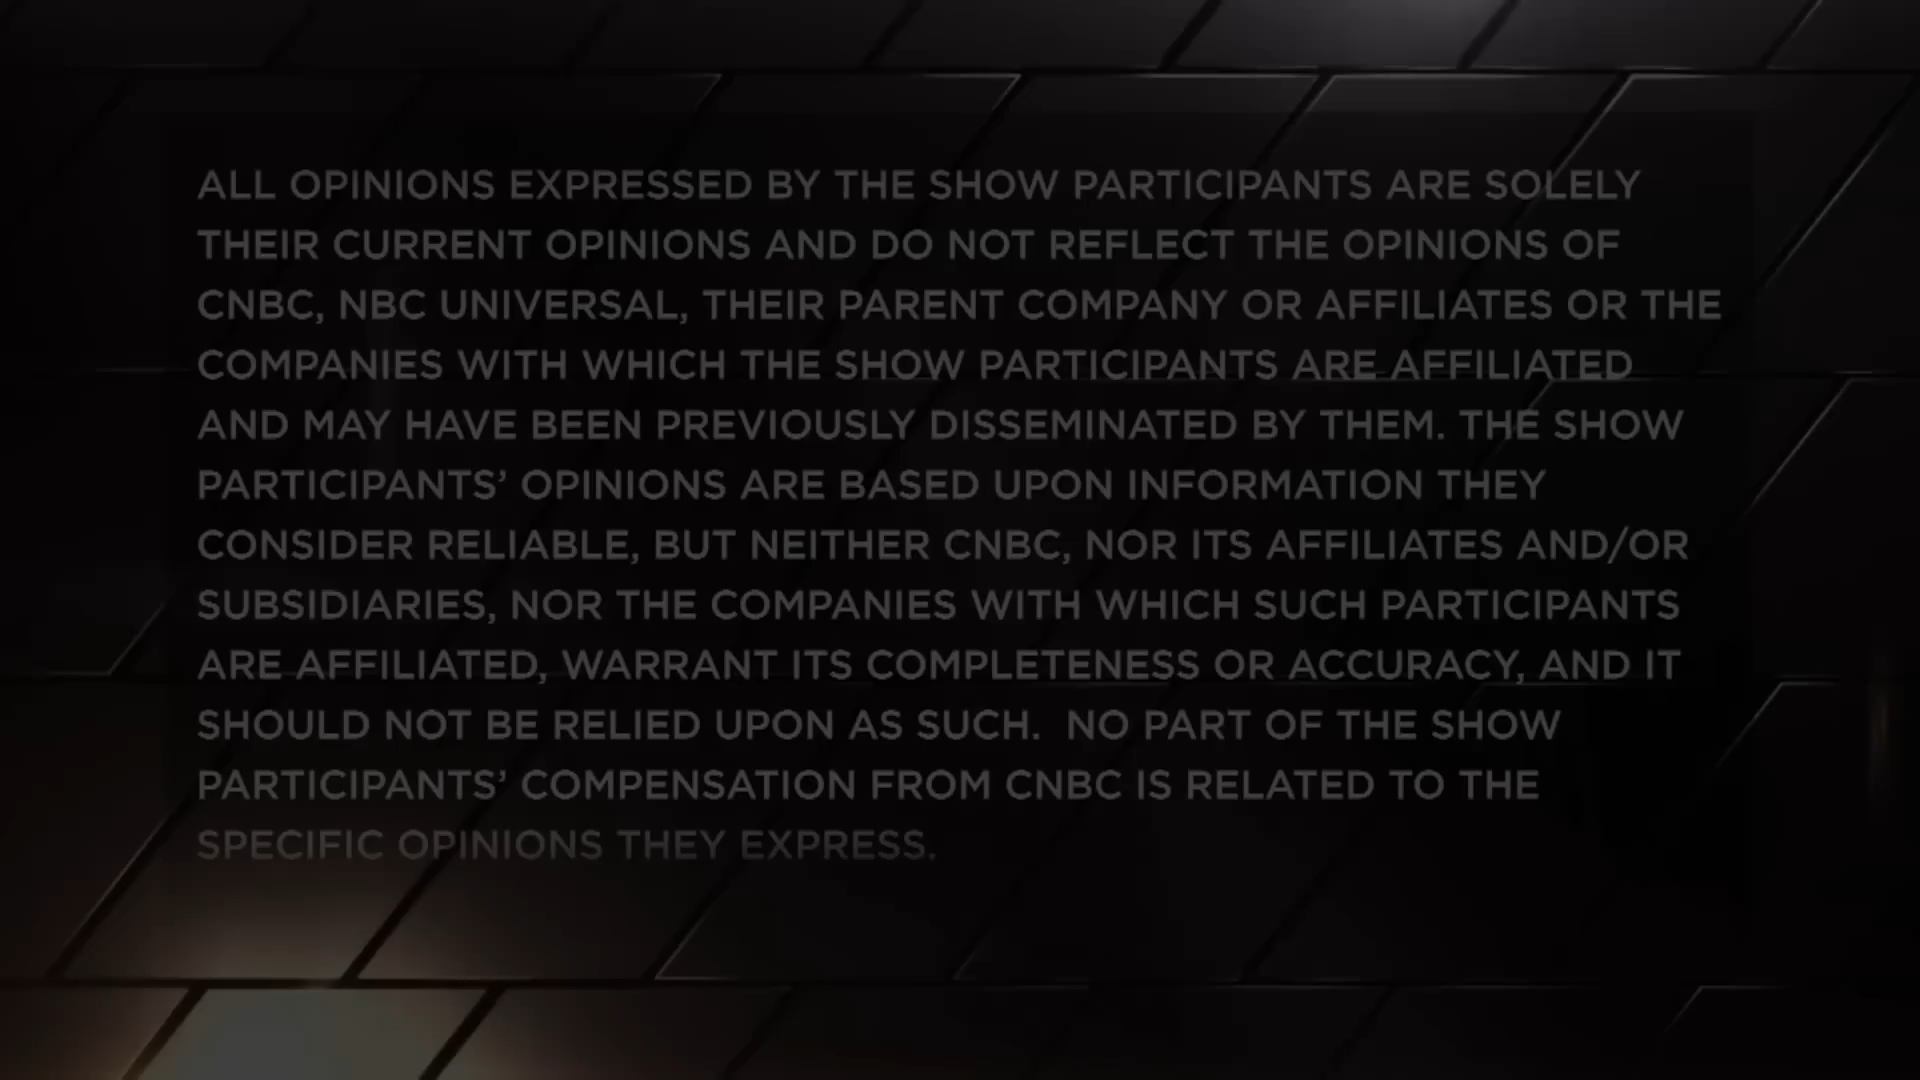 ALL OPINIONS EXPRESSED BY THE SHOW PARTICIPANTS ARE SOLELY
THEIR CURRENT OPINIONS AND DO NOT REFLECT THE OPINIONS OF
CNBC, NBC UNIVERSAL, THEIR PARENT COMPANY OR AFFILIATES OR THE
COMPANIES WITH WHICH THE SHOW PARTICIPANTS ARE AFFILIATED
AND MAY HAVE BEEN PREVIOUSLY DISSEMINATED BY THEM. THE SHOW
PARTICIPANTS’ OPINIONS ARE BASED UPON INFORMATION THEY
CONSIDER RELIABLE, BUT NEITHER CNBC, NOR ITS AFFILIATES AND/OR
SUBSIDIARIES, NOR THE COMPANIES WITH WHICH SUCH PARTICIPANTS
ARE AFFILIATED, WARRANT ITS COMPLETENESS OR ACCURACY, AND IT
SHOULD NOT BE RELIED UPON AS SUCH.  NO PART OF THE SHOW
PARTICIPANTS’ COMPENSATION FROM CNBC IS RELATED TO THE
SPECIFIC OPINIONS THEY EXPRESS.